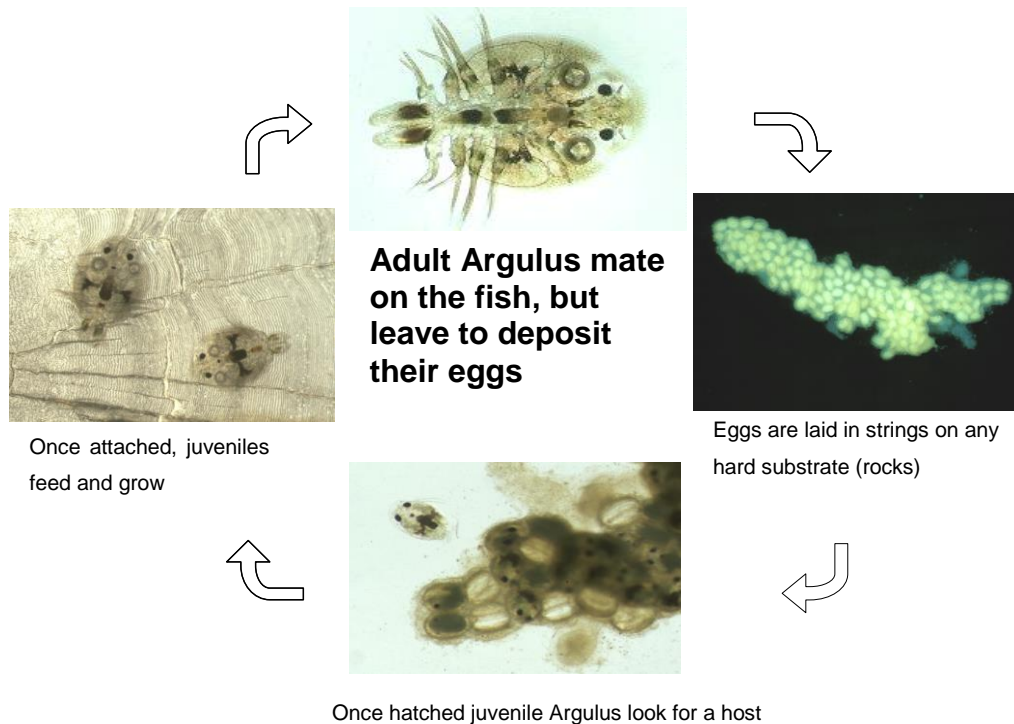 Adult Argulus mate
on the fish, but
leave to deposit
their eggs
Eggs are laid in strings on any
hard substrate (rocks)
Once hatched juvenile Argulus look for a host
Once attached, juveniles
feed and grow